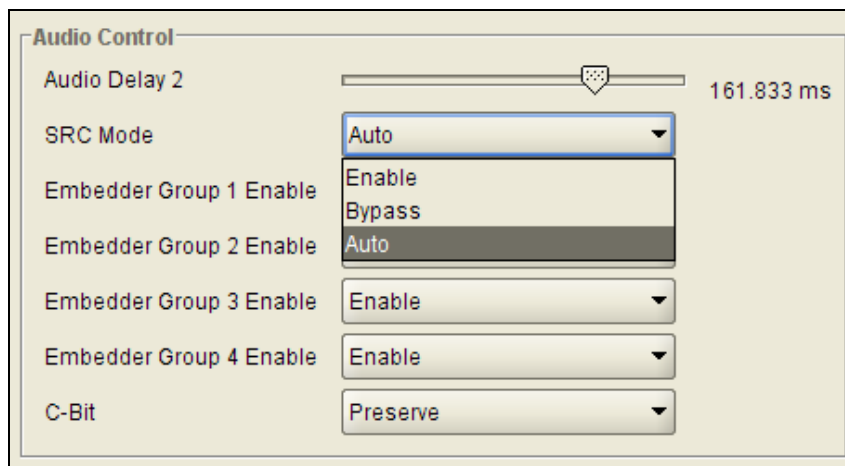 Audio Control
Audio Delay 2 161.833 ms
SRC Mode Auto
Enable
Bypass
Auto
Embedder Group 1 Enable
Embedder Group 2 Enable
Embedder Group 3 Enable Enable
Embedder Group 4 Enable Enable
C-Bit Preserve